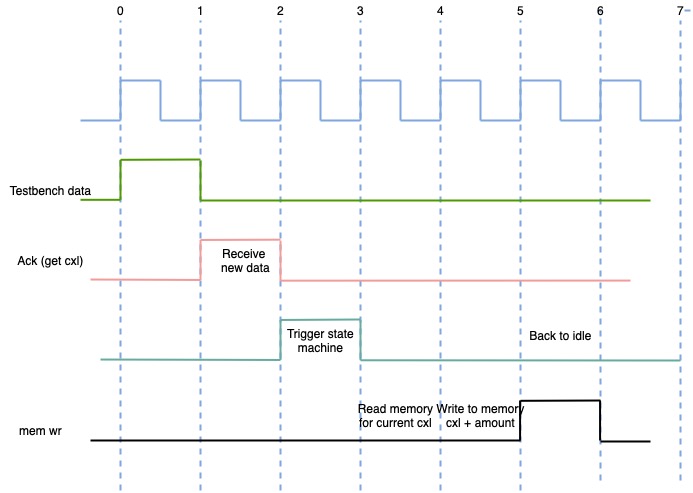 0 1 2 3 4 5 6 7
Testbench data
Ack (get cxl)
Receive
new data
Trigger state
machine
Back to idle
mem wr
Read memory
for current cxl
Write to memory
cxl + amount